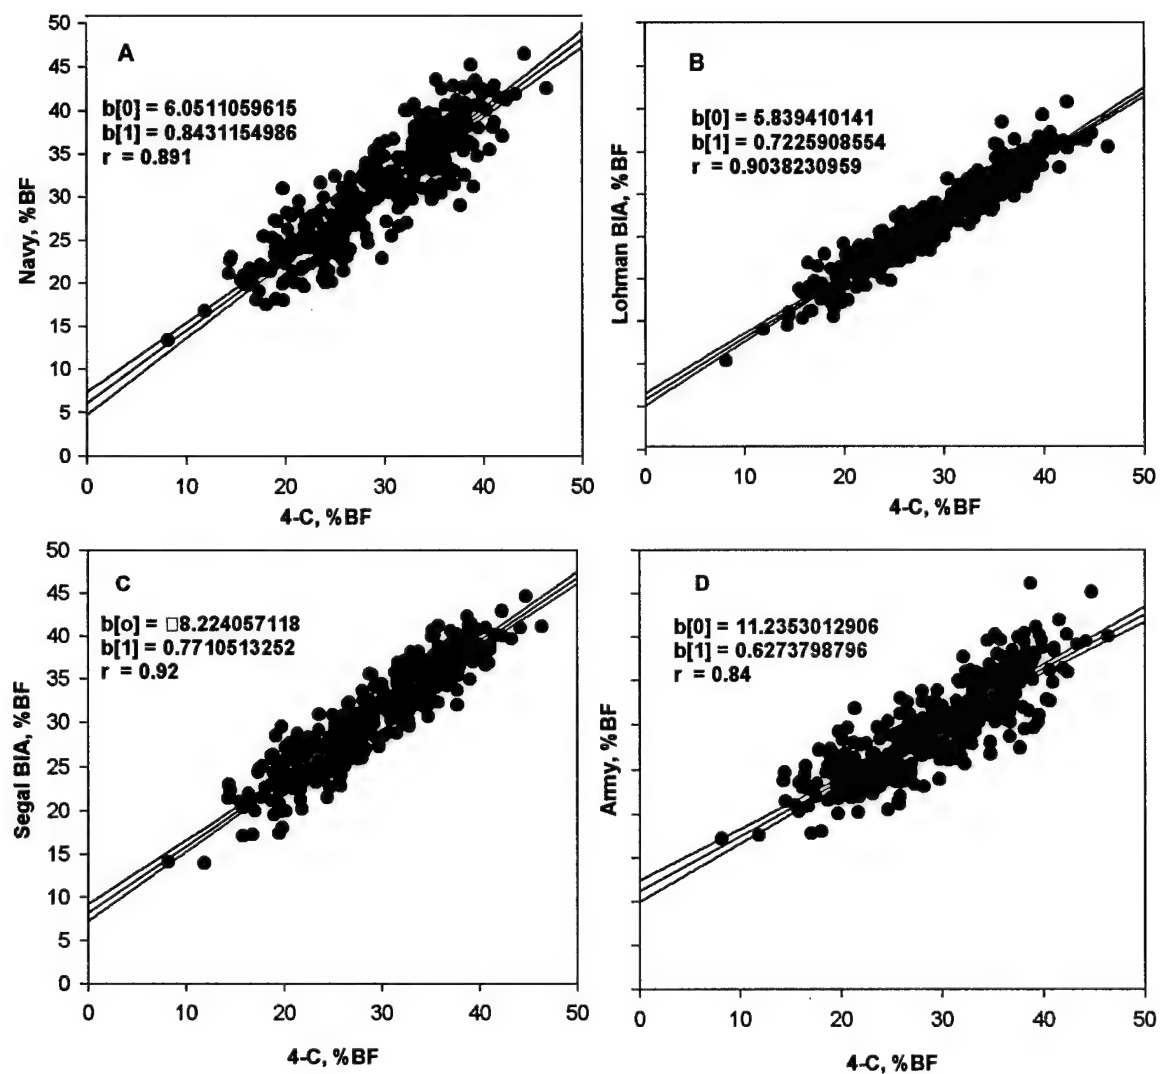 50
45
40
35
30
25
20
15
10
5
0
Navy, %BF
A
b[0] = 6.0511059615
b[1] = 0.8431154986
r = 0.891
0 10 20 30 40 50
4-C, %BF
Lohman BIA, %BF
B
b[0] = 5.839410141
b[1] = 0.7225908554
r = 0.9038230959
0 10 20 30 40 50
4-C, %BF
50
45
40
35
30
25
20
15
10
5
0
Segal BIA, %BF
C
b[o] = □8.224057118
b[1] = 0.7710513252
r = 0.92
0 10 20 30 40 50
4-C, %BF
Army, %BF
D
b[0] = 11.2353012906
b[1] = 0.6273798796
r = 0.84
0 10 20 30 40 50
4-C, %BF